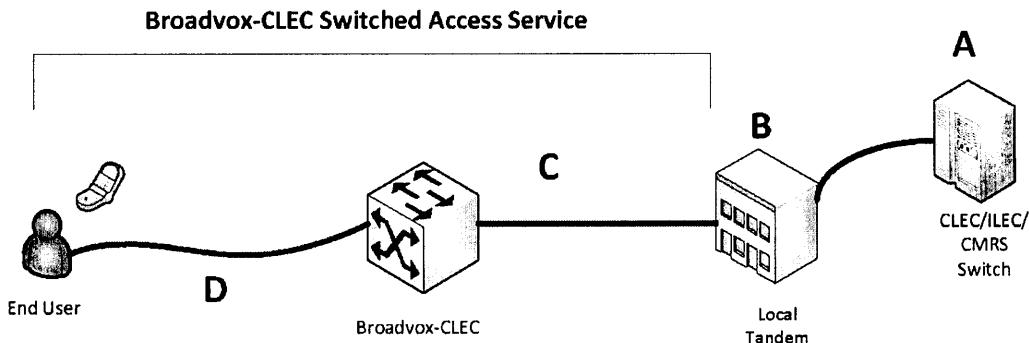 Broadvox-CLEC Switched Access Service
A
B
C
CLEC/ILEC/
CMRS
Switch
D
End User
Broadvox-CLEC
Local
Tandem